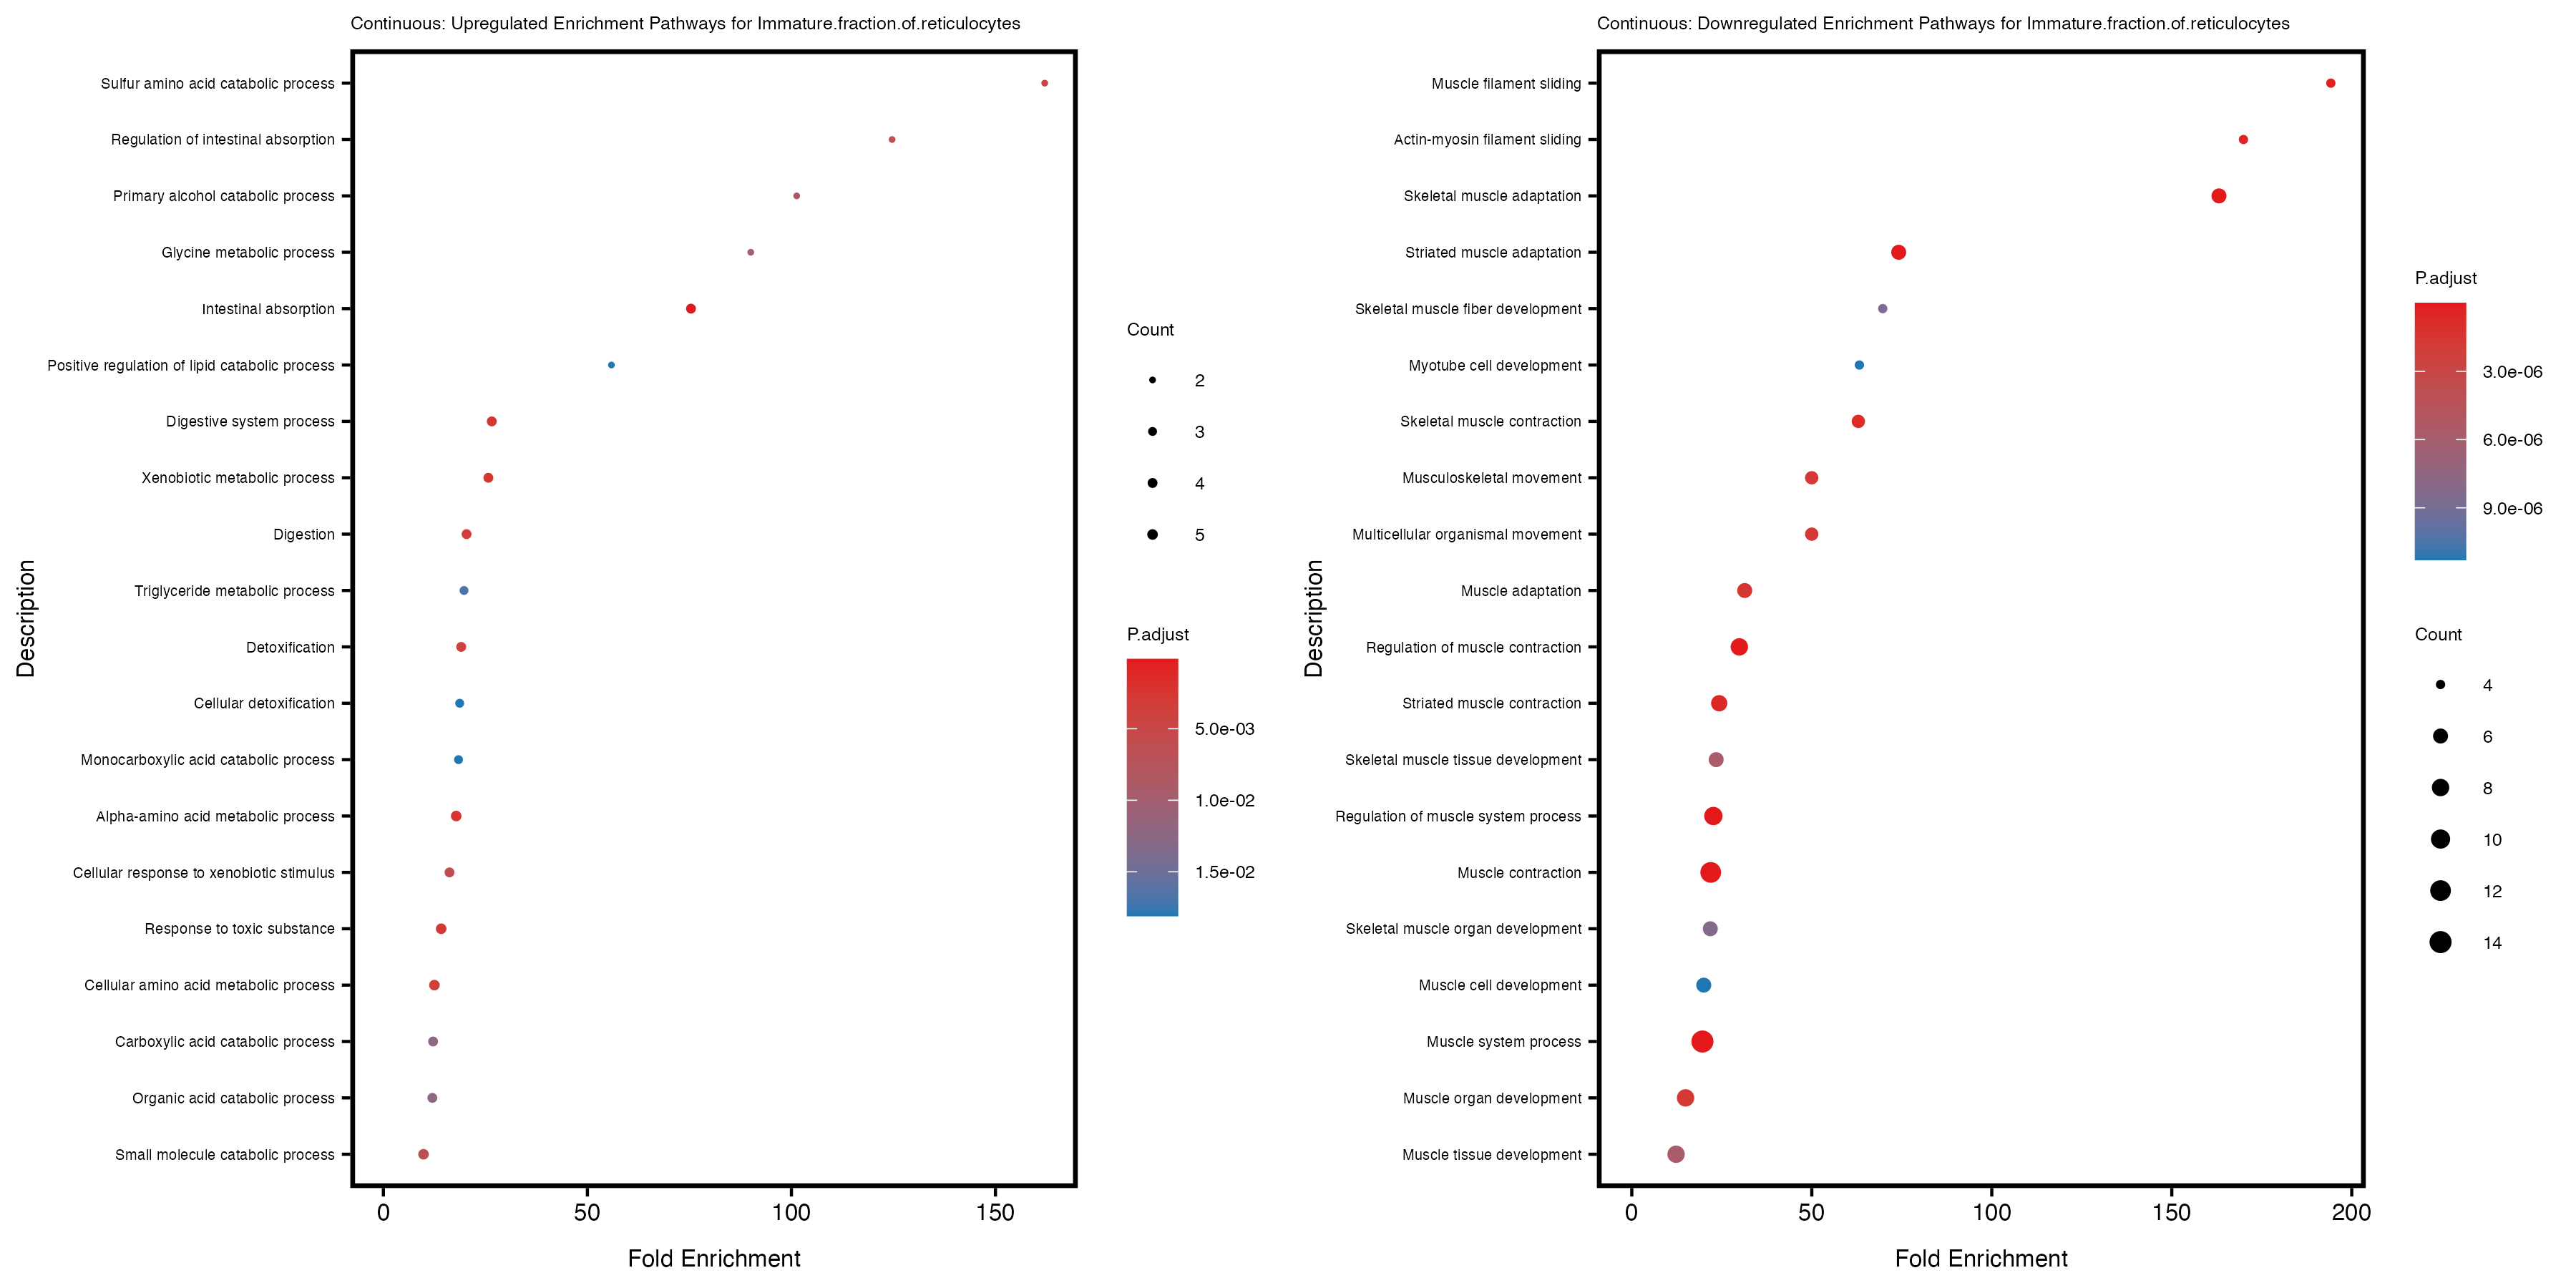 Continuous: Upregulated Enrichment Pathways for Immature.fraction.of.reticulocytes
Description
Sulfur amino acid catabolic process
Regulation of intestinal absorption
Primary alcohol catabolic process
Glycine metabolic process
Intestinal absorption
Positive regulation of lipid catabolic process
Digestive system process
Xenobiotic metabolic process
Digestion
Triglyceride metabolic process
Detoxification
Cellular detoxification
Monocarboxylic acid catabolic process
Alpha-amino acid metabolic process
Cellular response to xenobiotic stimulus
Response to toxic substance
Cellular amino acid metabolic process
Carboxylic acid catabolic process
Organic acid catabolic process
Small molecule catabolic process
0 50 100 150
Fold Enrichment
Count
2
3
4
5
P.adjust
5.0e-03
1.0e-02
1.5e-02
Continuous: Downregulated Enrichment Pathways for Immature.fraction.of.reticulocytes
Description
Muscle filament sliding
Actin-myosin filament sliding
Skeletal muscle adaptation
Striated muscle adaptation
Skeletal muscle fiber development
Myotube cell development
Skeletal muscle contraction
Musculoskeletal movement
Multicellular organismal movement
Muscle adaptation
Regulation of muscle contraction
Striated muscle contraction
Skeletal muscle tissue development
Regulation of muscle system process
Muscle contraction
Skeletal muscle organ development
Muscle cell development
Muscle system process
Muscle organ development
Muscle tissue development
0 50 100 150 200
Fold Enrichment
P.adjust
3.0e-06
6.0e-06
9.0e-06
Count
4
6
8
10
12
14